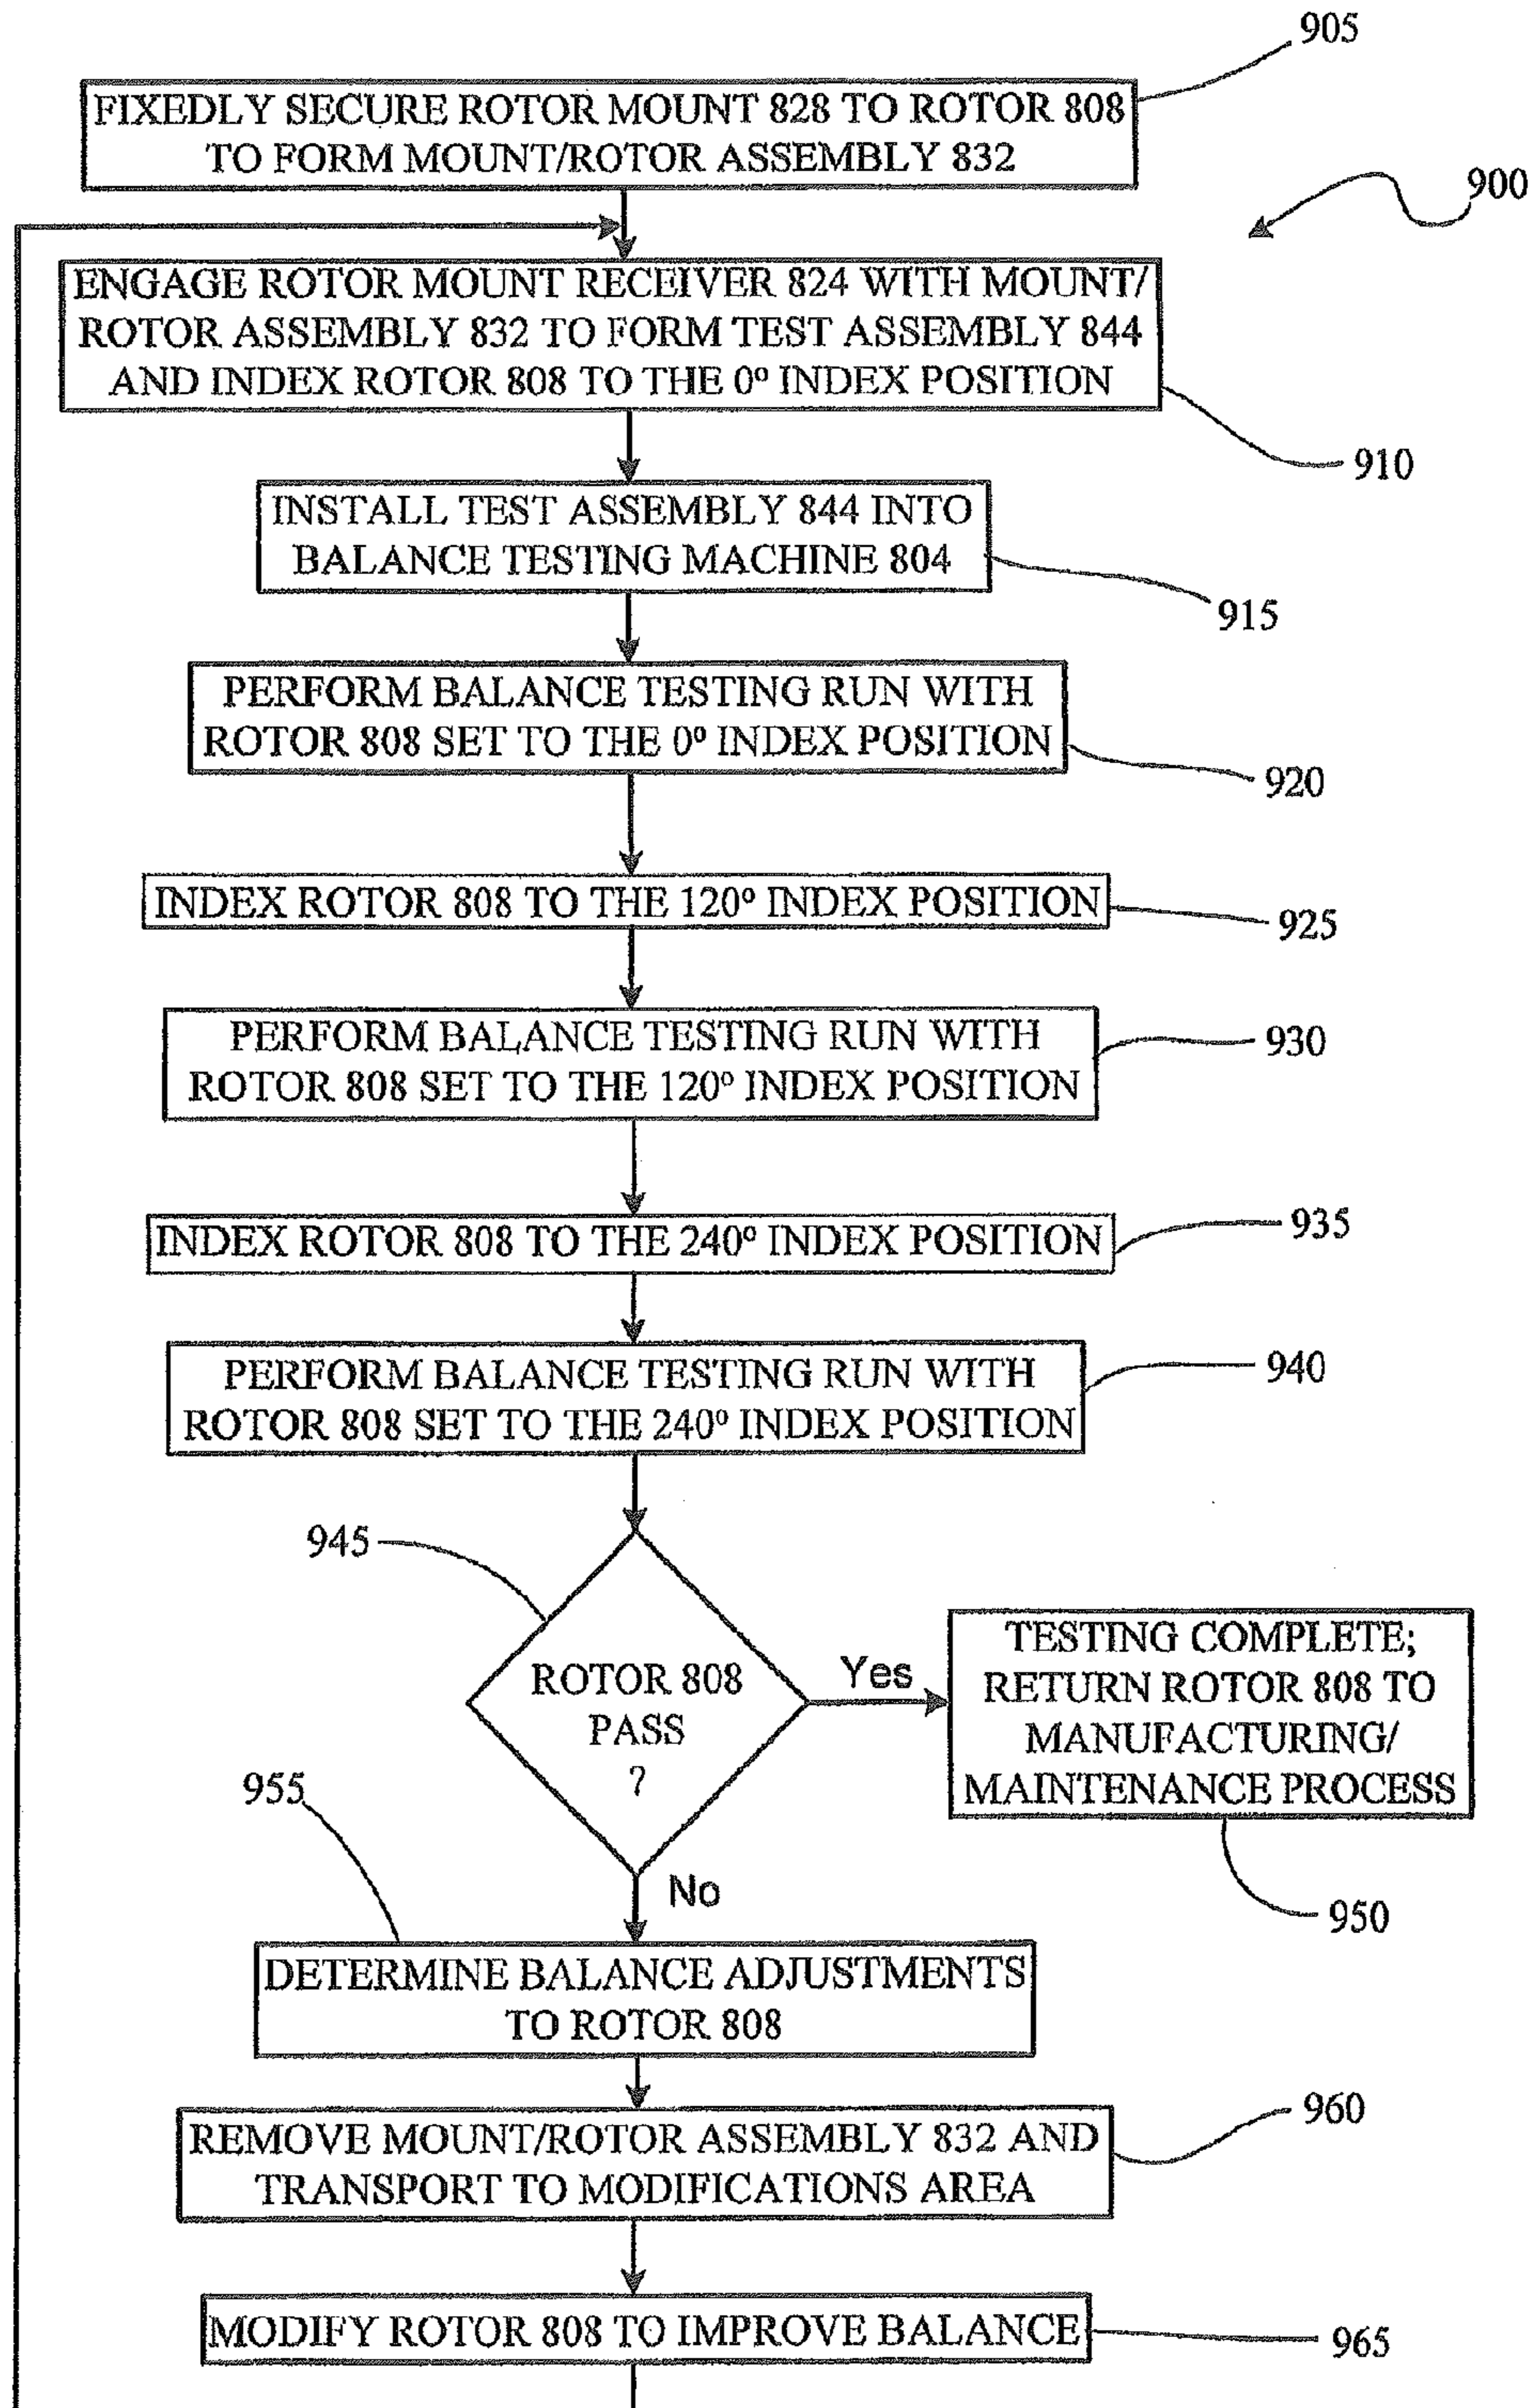 905
FIXEDLY SECURE ROTOR MOUNT 828 TO ROTOR 808
TO FORM MOUNT/ROTOR ASSEMBLY 832
900
ENGAGE ROTOR MOUNT RECEIVER 824 WITH MOUNT/
ROTOR ASSEMBLY 832 TO FORM TEST ASSEMBLY 844
AND INDEX ROTOR 808 TO THE 0º INDEX POSITION
910
INSTALL TEST ASSEMBLY 844 INTO
BALANCE TESTING MACHINE 804
915
PERFORM BALANCE TESTING RUN WITH
ROTOR 808 SET TO THE 0º INDEX POSITION
920
INDEX ROTOR 808 TO THE 120º INDEX POSITION
925
PERFORM BALANCE TESTING RUN WITH
ROTOR 808 SET TO THE 120º INDEX POSITION
930
INDEX ROTOR 808 TO THE 240º INDEX POSITION
935
PERFORM BALANCE TESTING RUN WITH
ROTOR 808 SET TO THE 240º INDEX POSITION
940
945
ROTOR 808
PASS
?
Yes
TESTING COMPLETE;
RETURN ROTOR 808 TO
MANUFACTURING/
MAINTENANCE PROCESS
950
955
No
DETERMINE BALANCE ADJUSTMENTS
TO ROTOR 808
REMOVE MOUNT/ROTOR ASSEMBLY 832 AND
TRANSPORT TO MODIFICATIONS AREA
960
MODIFY ROTOR 808 TO IMPROVE BALANCE
965